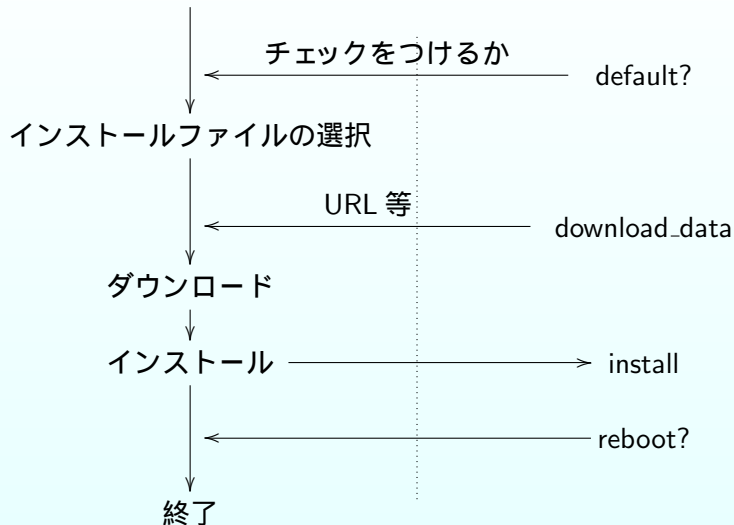 チェックをつけるか
default?
インストールファイルの選択
URL 等
download_data
ダウンロード
インストール
install
reboot?
終了